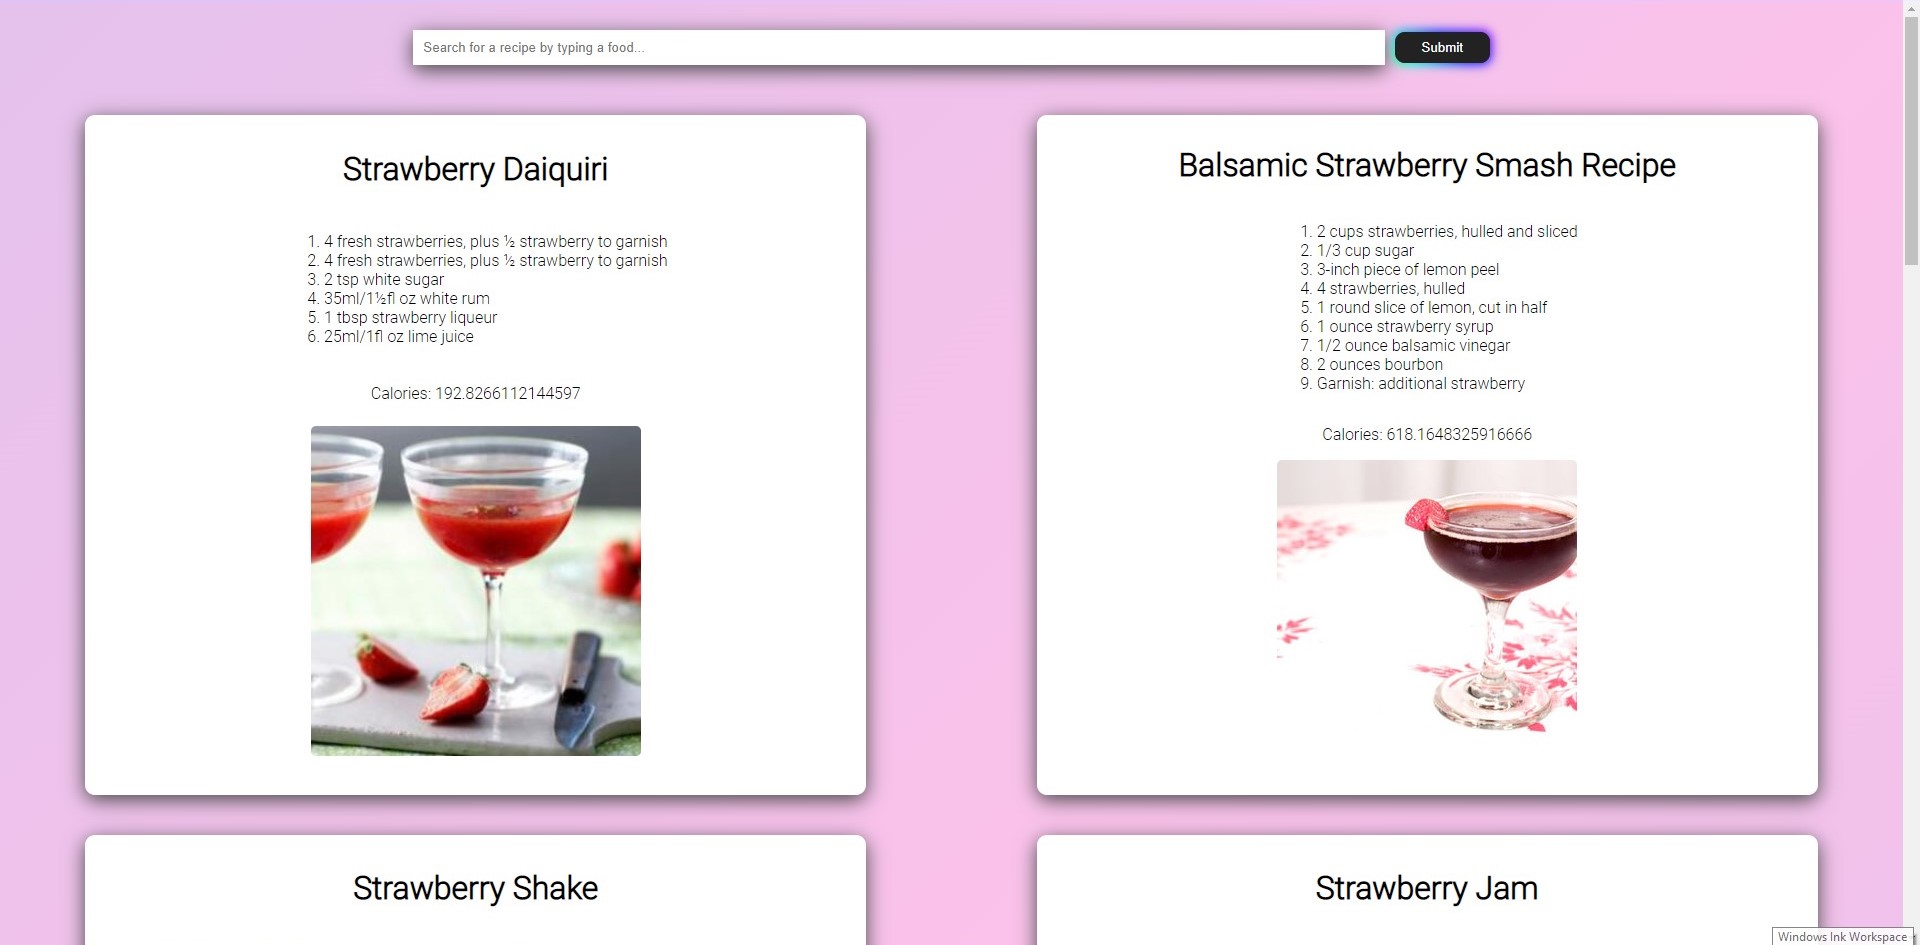 Search for a recipe by typing a food...
Submit
Strawberry Daiquiri
1. 4 fresh strawberries, plus ½ strawberry to garnish
2. 4 fresh strawberries, plus ½ strawberry to garnish
3. 2 tsp white sugar
4. 35ml/1½fl oz white rum
5. 1 tbsp strawberry liqueur
6. 25ml/1fl oz lime juice
Calories: 192.8266112144597
Balsamic Strawberry Smash Recipe
1. 2 cups strawberries, hulled and sliced
2. 1/3 cup sugar
3. 3-inch piece of lemon peel
4. 4 strawberries, hulled
5. 1 round slice of lemon, cut in half
6. 1 ounce strawberry syrup
7. 1/2 ounce balsamic vinegar
8. 2 ounces bourbon
9. Garnish: additional strawberry
Calories: 618.1648325916666
Strawberry Shake
Strawberry Jam
Windows Ink Workspace